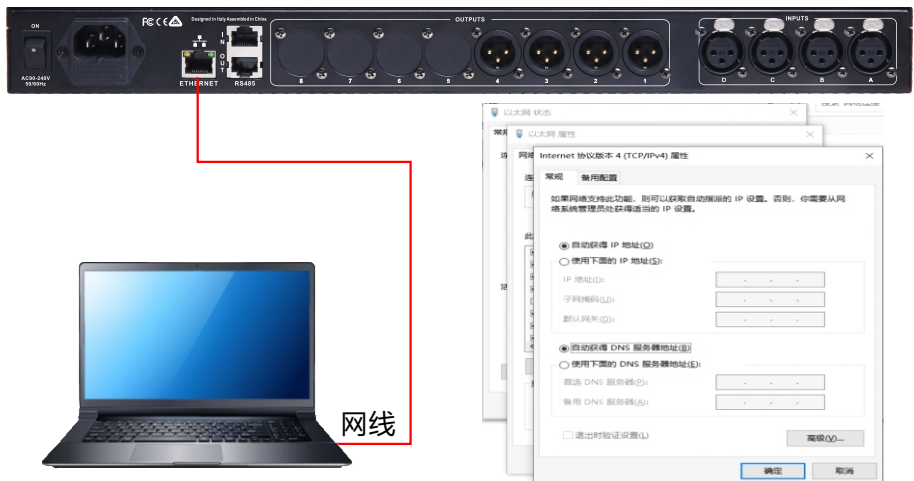 ON
AC90-240V
50/60Hz
Designed in Italy Assembled in China
ETHERNET
IN
OUT
RS485
OUTPUTS
8
7
6
5
4
3
2
1
INPUTS
D
C
B
A
以太网 状态
以太网 属性
Internet 协议版本 4 (TCP/IPv4) 属性
常规
备用配置
如果网络支持此功能，则可以获取自动指派的 IP 设置。否则，你需要从网
络系统管理员处获得适当的 IP 设置。
自动获得 IP 地址(O)
使用下面的 IP 地址(S):
IP 地址(I):
子网掩码(U):
默认网关(D):
自动获得 DNS 服务器地址(B)
使用下面的 DNS 服务器地址(E):
首选 DNS 服务器(P):
备用 DNS 服务器(A):
退出时验证设置(L)
高级(V)...
确定
取消
网线